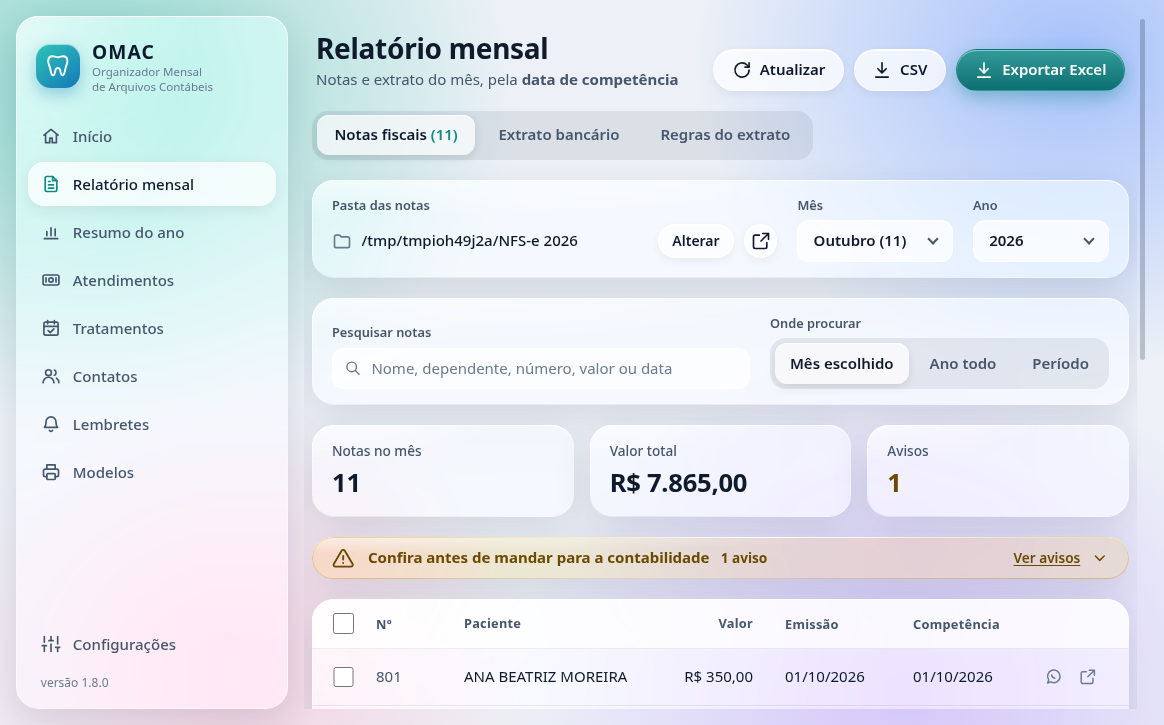 OMAC
Organizador Mensal
de Arquivos Contábeis
Início
Relatório mensal
Resumo do ano
Atendimentos
Tratamentos
Contatos
Lembretes
Modelos
Configurações
versão 1.8.0
Relatório mensal
Notas e extrato do mês, pela data de competência
Atualizar
CSV
Exportar Excel
Notas fiscais (11)
Extrato bancário
Regras do extrato
Pasta das notas
/tmp/tmpioh49j2a/NFS-e 2026
Alterar
Mês
Outubro (11)
Ano
2026
Pesquisar notas
Nome, dependente, número, valor ou data
Onde procurar
Mês escolhido
Ano todo
Período
Notas no mês
11
Valor total
R$ 7.865,00
Avisos
1
Confira antes de mandar para a contabilidade 1 aviso
Ver avisos
Nº Paciente Valor Emissão Competência
801 ANA BEATRIZ MOREIRA R$ 350,00 01/10/2026 01/10/2026